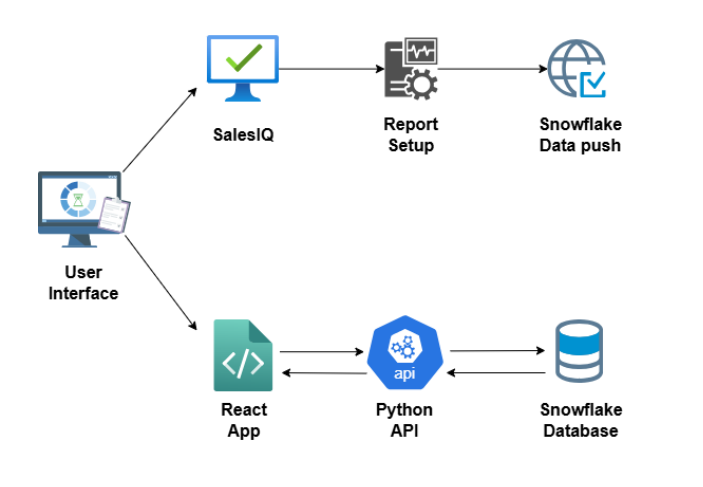 SalesIQ
Report
Setup
Snowflake
Data push
User
Interface
api
React
App
Python
API
Snowflake
Database